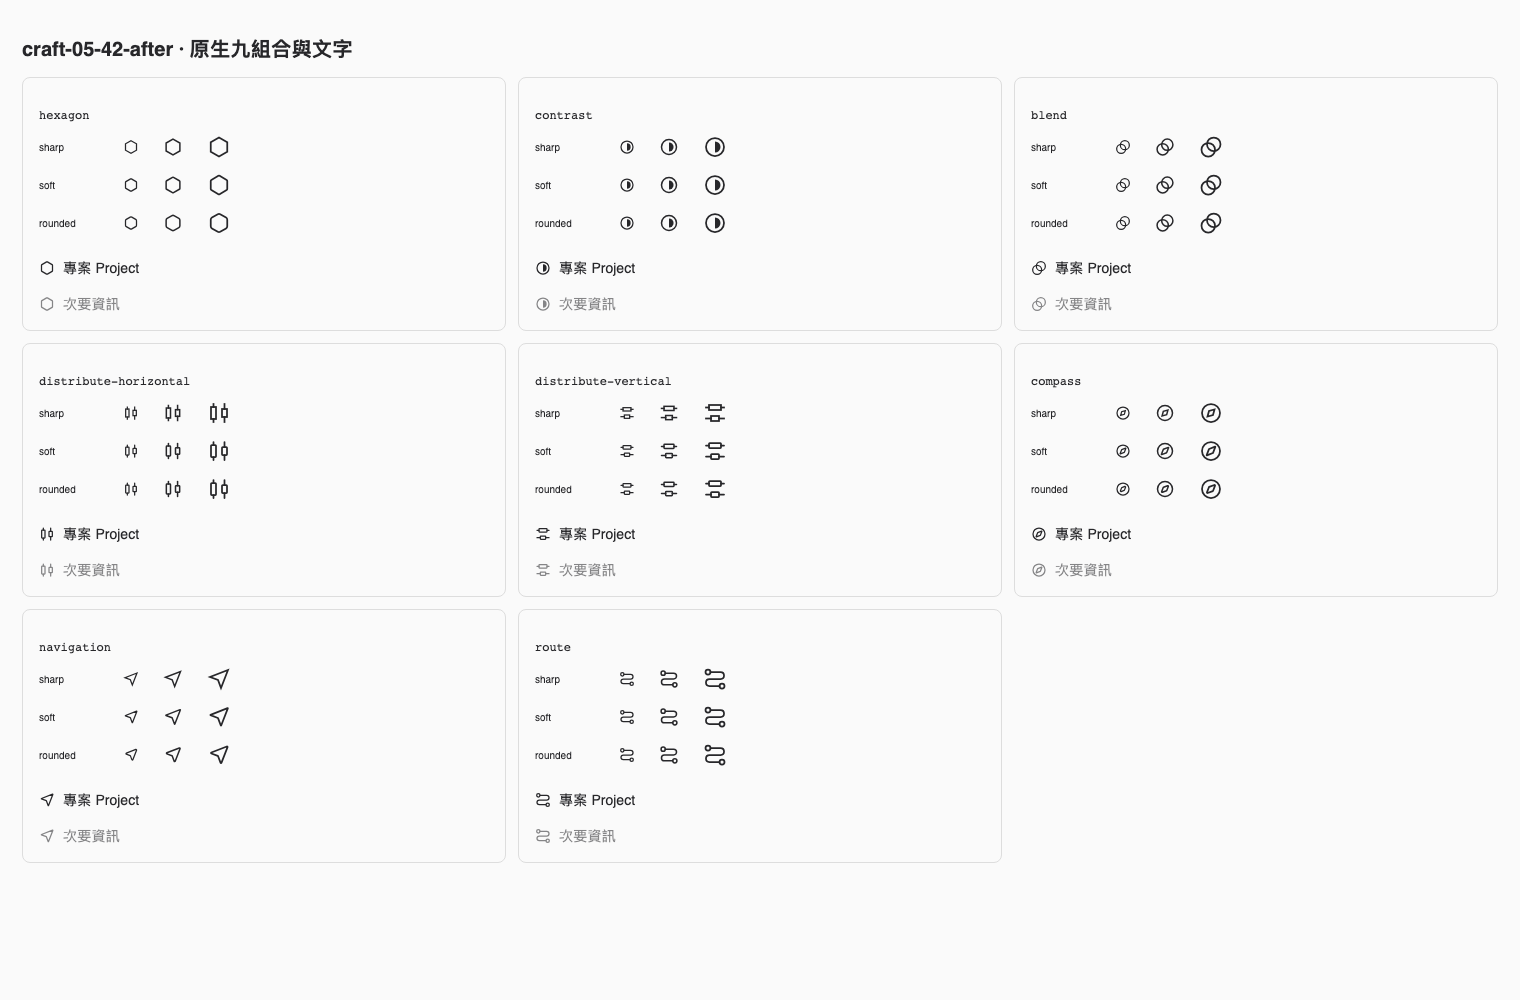 craft-05-42-after · 原生九組合與文字
hexagon
sharp
soft
rounded
專案 Project
次要資訊
contrast
sharp
soft
rounded
專案 Project
次要資訊
blend
sharp
soft
rounded
專案 Project
次要資訊
distribute-horizontal
sharp
soft
rounded
專案 Project
次要資訊
distribute-vertical
sharp
soft
rounded
專案 Project
次要資訊
compass
sharp
soft
rounded
專案 Project
次要資訊
navigation
sharp
soft
rounded
專案 Project
次要資訊
route
sharp
soft
rounded
專案 Project
次要資訊